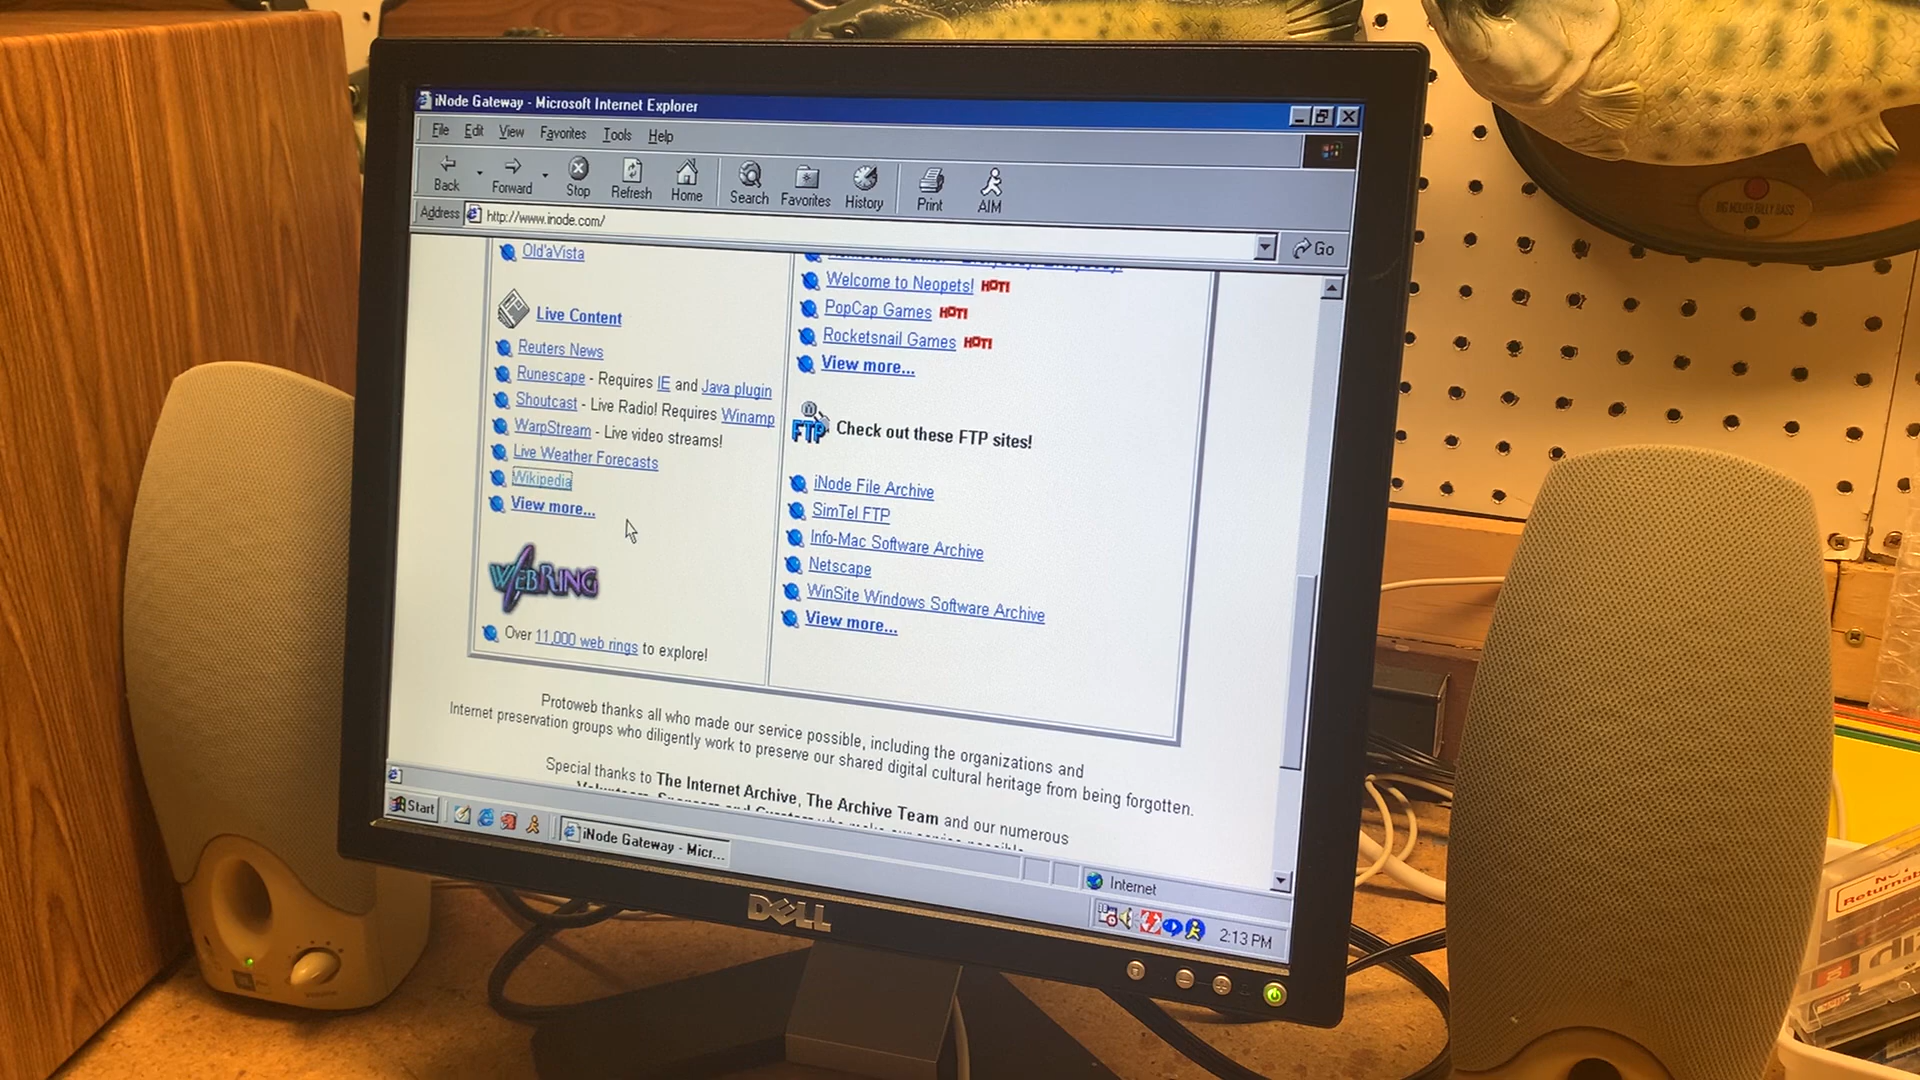 iNode Gateway - Microsoft Internet Explorer
File Edit View Favorites Tools Help
Back Forward Stop Refresh Home Search Favorites History Print AIM
Address http://www.inode.com/ Go
Old'aVista
Live Content
Reuters News
Runescape - Requires IE and Java plugin
Shoutcast - Live Radio! Requires Winamp
WarpStream - Live video streams!
Live Weather Forecasts
Wikipedia
View more...
WEBRING
Over 11,000 web rings to explore!
Welcome to Neopets! HOT!
PopCap Games HOT!
Rocketsnail Games HOT!
View more...
FTP Check out these FTP sites!
iNode File Archive
SimTel FTP
Info-Mac Software Archive
Netscape
WinSite Windows Software Archive
View more...
Protoweb thanks all who made our service possible, including the organizations and
Internet preservation groups who diligently work to preserve our shared digital cultural heritage from being forgotten.
Special thanks to The Internet Archive, The Archive Team and our numerous
Internet
Start iNode Gateway - Micr... 2:13 PM
DELL
BIG MOUTH BILLY BASS
Returnab